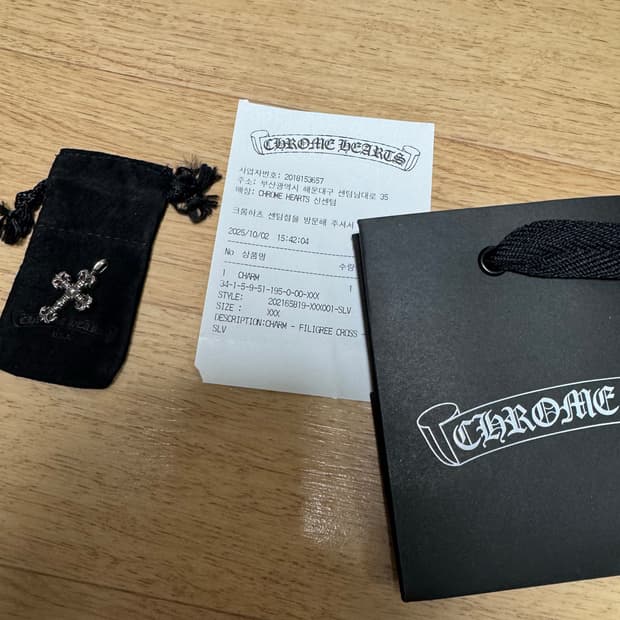 CHROME HEARTS
사업자번호: 2018153657
주소: 부산광역시 해운대구 센텀남대로 35
매장: CHROME HEARTS 신센텀
크롬하츠 센텀점을 방문해 주셔서
2025/10/02 15:42:04
No 상품명 수량
1 CHARM 1
34-1-5-9-51-195-0-00-XXX
STYLE: 202165819-XXX001-SLV
SIZE : XXX
DESCRIPTION:CHARM - FILIGREE CROSS -
SLV
CHROME